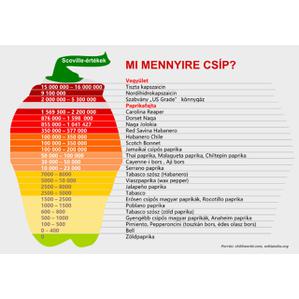 Scoville-értékek
MI MENNYIRE CSÍP?
Vegyület
15 000 000 – 16 000 000 Tiszta kapszaicin
9 100 000 Nordihidrokapszaicin
2 000 000 – 5 300 000 Szabvány „US Grade" könnygáz
Paprikafajta
1 569 300 – 2 200 000 Carolina Reaper
876 000 – 1 598 000 Dorset Naga
855 000 – 1 041 427 Naga Jolokia
350 000 – 577 000 Red Savina Habanero
100 000 – 350 000 Habanero
100 000 – 350 000 Scotch Bonnet
100 000 – 200 000 Jamaikai csípős paprika
50 000 – 100 000 Thai paprika, Malagueta paprika, Chiltepin paprika
30 000 – 50 000 Cayenne i bors, Aji bors
10 000 – 23 000 Serrano paprika
7000 – 8000 Tabasco szósz (Habanero)
5000 – 10 000 Viaszpaprika (wax pepper)
2500 – 8000 Jalapeño paprika
2500 – 5000 Tabasco szósz
1500 – 2500 Erősen csípős magyar paprikák, Rocotillo paprika
1000 – 1500 Poblano paprika
600 – 800 Tabasco szósz (zöld paprika)
500 – 1000 Gyengébb csípős magyar paprikák, Anaheim paprika
100 – 500 Pimiento, Pepperoncini (toszkán bors, édes olasz bors)
0 – 400 Bell
0 Zöldpaprika